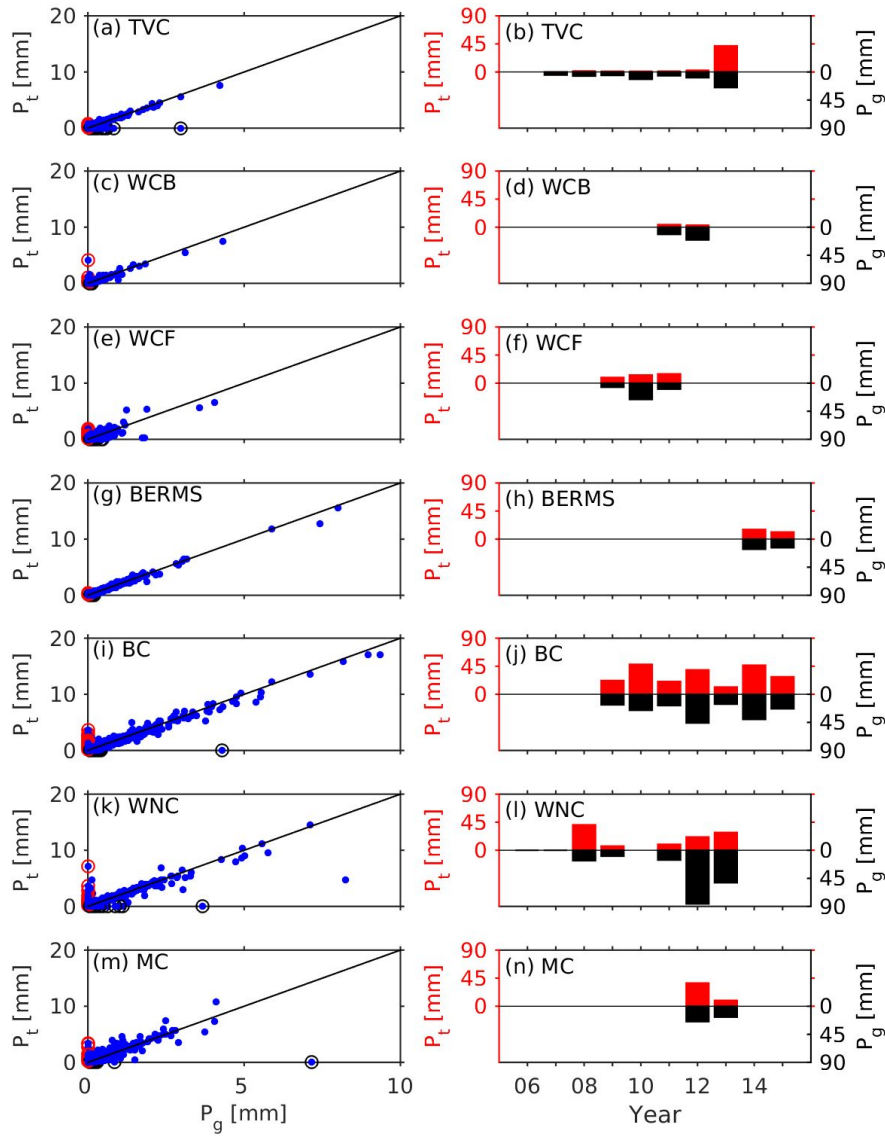 20
10
0
P_t [mm]
(a) TVC
90
45
0
P_t [mm]
(b) TVC
0
45
90
P_g [mm]
20
10
0
P_t [mm]
(c) WCB
90
45
0
P_t [mm]
(d) WCB
0
45
90
P_g [mm]
20
10
0
P_t [mm]
(e) WCF
90
45
0
P_t [mm]
(f) WCF
0
45
90
P_g [mm]
20
10
0
P_t [mm]
(g) BERMS
90
45
0
P_t [mm]
(h) BERMS
0
45
90
P_g [mm]
20
10
0
P_t [mm]
(i) BC
90
45
0
P_t [mm]
(j) BC
0
45
90
P_g [mm]
20
10
0
P_t [mm]
(k) WNC
90
45
0
P_t [mm]
(l) WNC
0
45
90
P_g [mm]
20
10
0
P_t [mm]
(m) MC
0 5 10
P_g [mm]
90
45
0
P_t [mm]
(n) MC
0
45
90
P_g [mm]
06 08 10 12 14
Year